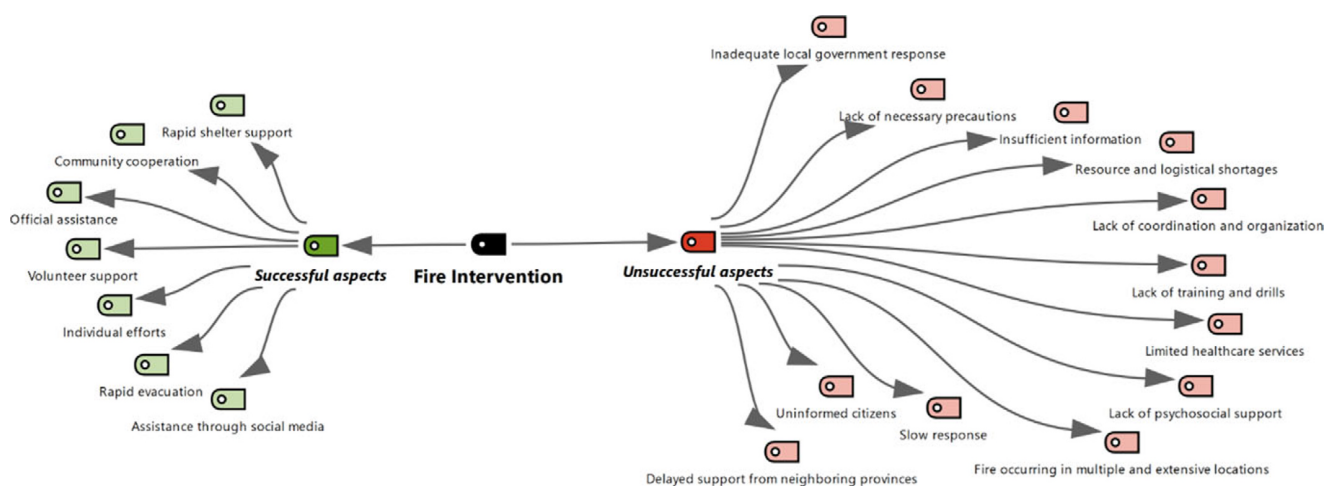 Inadequate local government response
Lack of necessary precautions
Rapid shelter support
Insufficient information
Community cooperation
Resource and logistical shortages
Official assistance
Lack of coordination and organization
Volunteer support
Successful aspects
Fire Intervention
Unsuccessful aspects
Lack of training and drills
Individual efforts
Limited healthcare services
Rapid evacuation
Uninformed citizens
Lack of psychosocial support
Assistance through social media
Slow response
Fire occurring in multiple and extensive locations
Delayed support from neighboring provinces